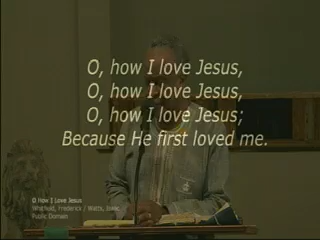 O, how I love Jesus,
O, how I love Jesus,
O, how I love Jesus;
Because He first loved me.
O How I Love Jesus
Whitfield, Frederick / Watts, Isaac
Public Domain